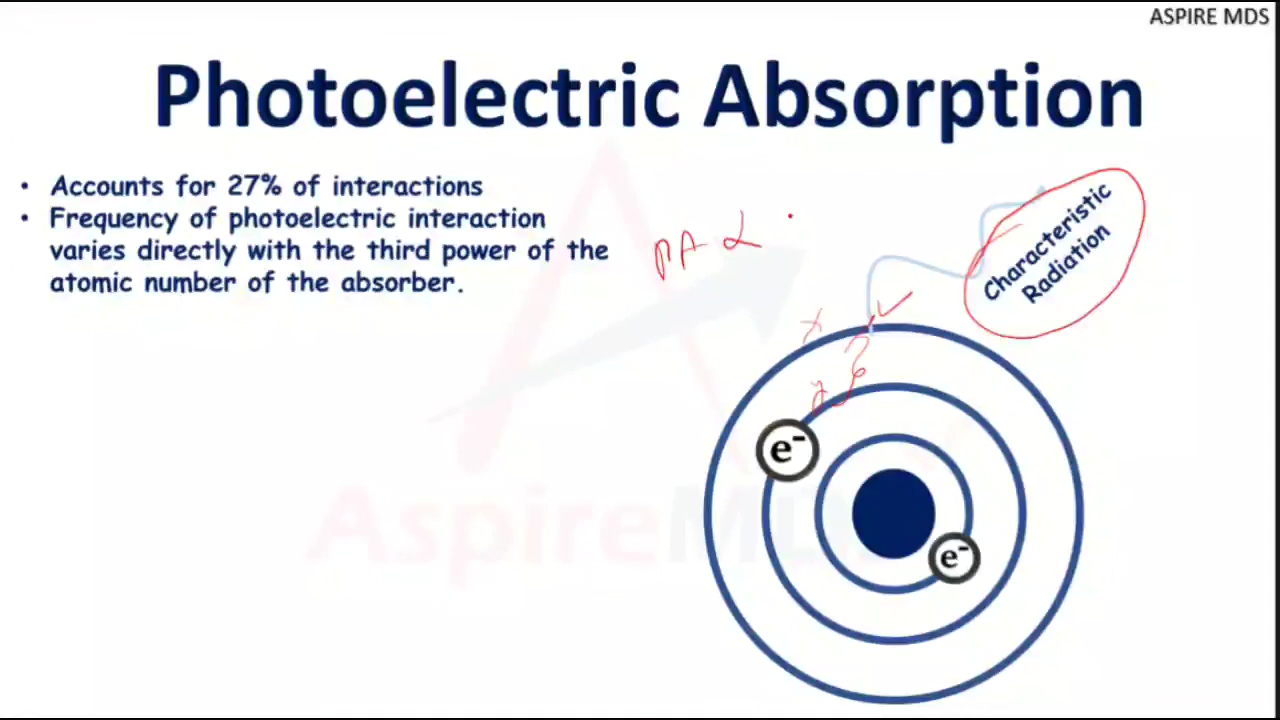 ASPIRE MDS
Photoelectric Absorption
• Accounts for 27% of interactions
• Frequency of photoelectric interaction
varies directly with the third power of the
atomic number of the absorber.
PA α
Characteristic
Radiation
e-
e-
AspireMDS